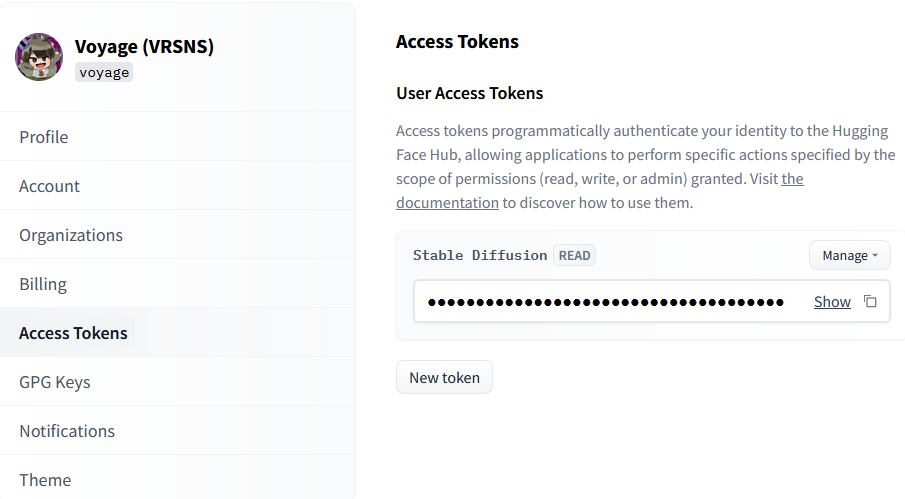 Voyage (VRSNS)
voyage
Profile
Account
Organizations
Billing
Access Tokens
GPG Keys
Notifications
Theme
Access Tokens
User Access Tokens
Access tokens programmatically authenticate your identity to the Hugging
Face Hub, allowing applications to perform specific actions specified by the
scope of permissions (read, write, or admin) granted. Visit the
documentation to discover how to use them.
Stable Diffusion READ
Manage
Show
New token